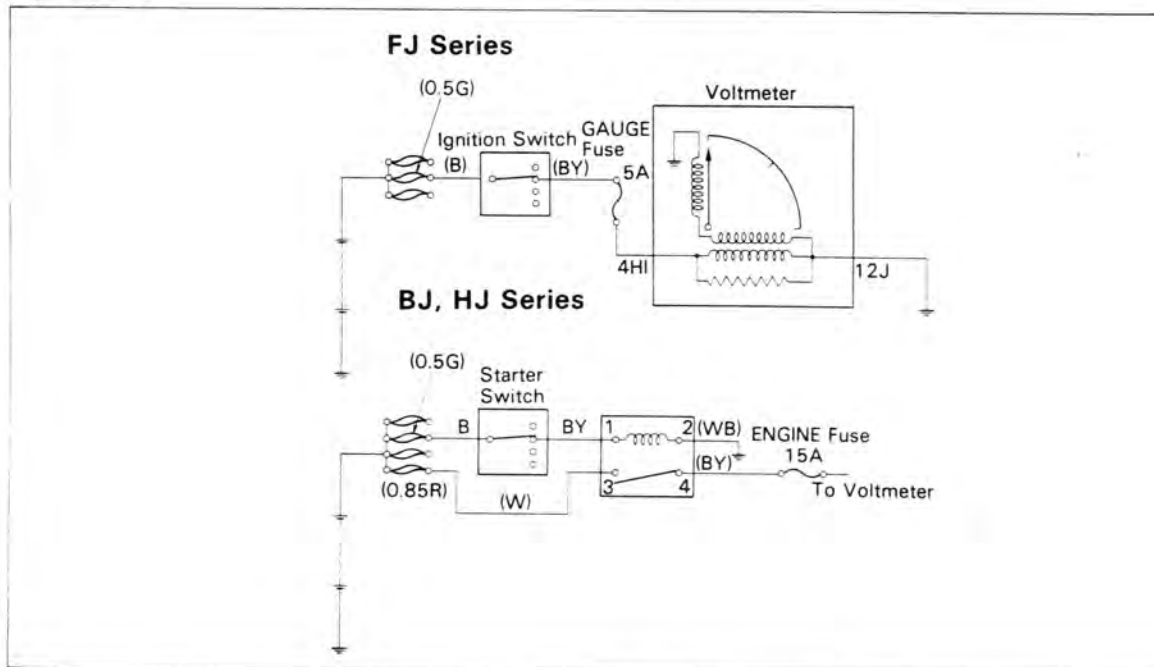 FJ Series
(0.5G)
Voltmeter
Ignition Switch
GAUGE
Fuse
(B)
(BY)
5A
4HI
12J
BJ, HJ Series
(0.5G)
Starter
Switch
B
BY
1
2
(WB)
ENGINE Fuse
15A
(BY)
3
4
To Voltmeter
(0.85R)
(W)